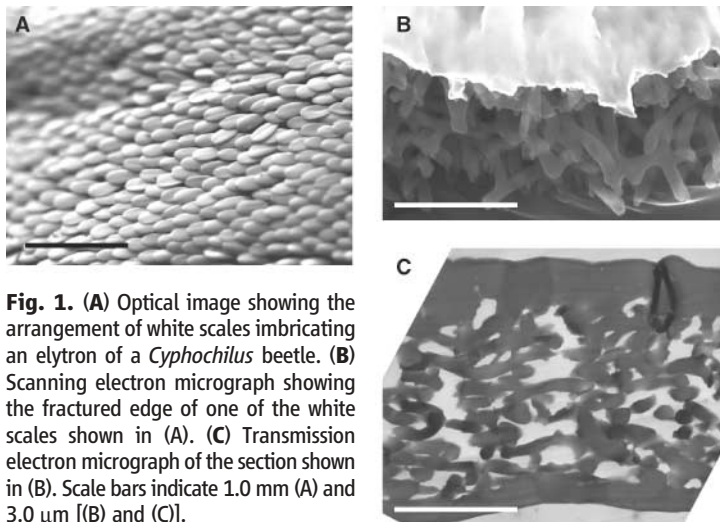 A
B
C
Fig. 1. (A) Optical image showing the
arrangement of white scales imbricating
an elytron of a Cyphochilus beetle. (B)
Scanning electron micrograph showing
the fractured edge of one of the white
scales shown in (A). (C) Transmission
electron micrograph of the section shown
in (B). Scale bars indicate 1.0 mm (A) and
3.0 μm [(B) and (C)].